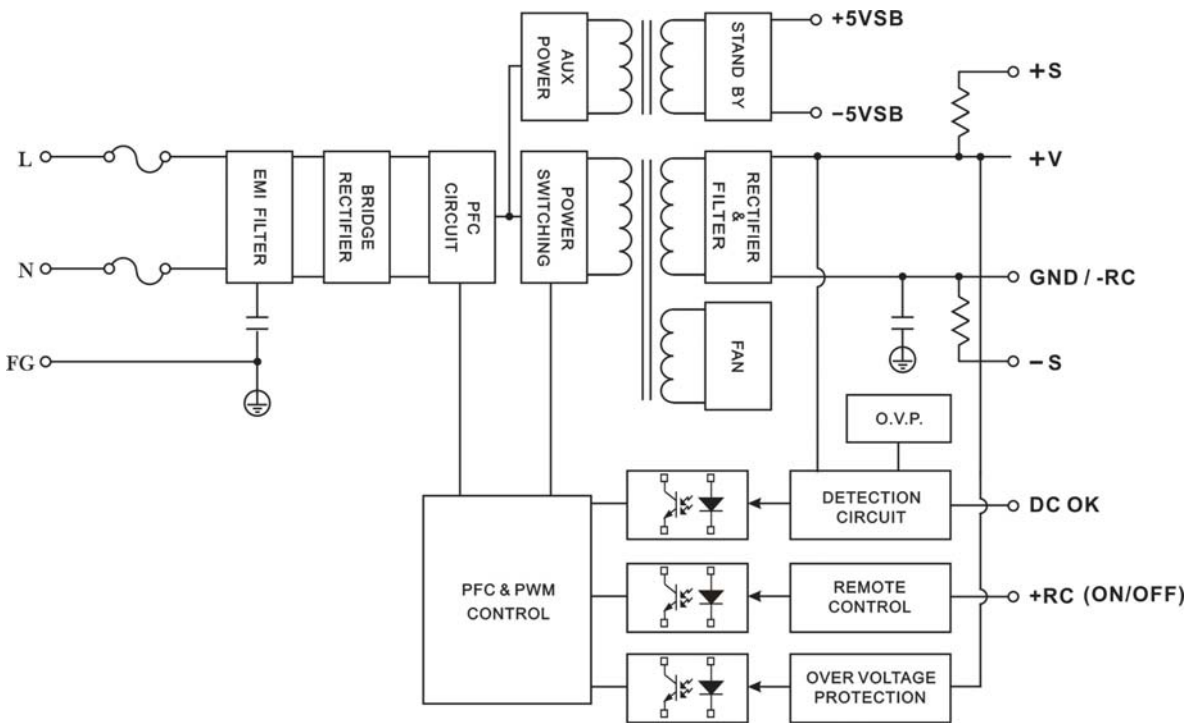 +5VSB
AUX
POWER
STAND BY
+S
−5VSB
L
+V
EMI FILTER
BRIDGE
RECTIFIER
PFC
CIRCUIT
POWER
SWITCHING
RECTIFIER
&
FILTER
N
GND / -RC
FG
FAN
−S
O.V.P.
DETECTION
CIRCUIT
DC OK
PFC & PWM
CONTROL
REMOTE
CONTROL
+RC (ON/OFF)
OVER VOLTAGE
PROTECTION